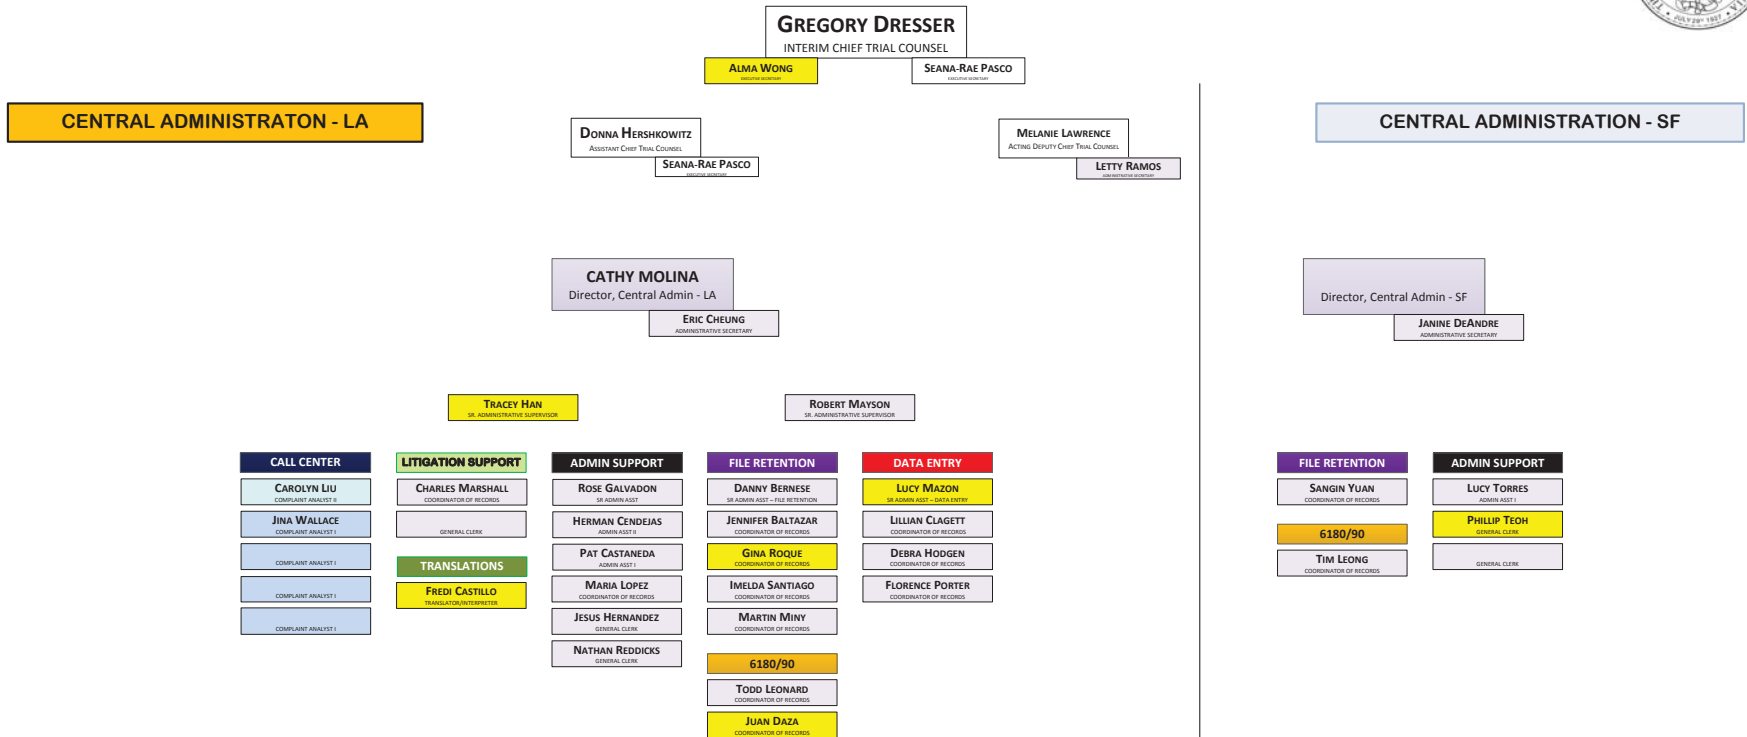 GREGORY DRESSER
INTERIM CHIEF TRIAL COUNSEL
ALMA WONG
EXECUTIVE SECRETARY
SEANA-RAE PASCO
EXECUTIVE SECRETARY
JULY 29TH 1927
CENTRAL ADMINISTRATON - LA
CENTRAL ADMINISTRATION - SF
DONNA HERSHKOWITZ
ASSISTANT CHIEF TRIAL COUNSEL
SEANA-RAE PASCO
EXECUTIVE SECRETARY
MELANIE LAWRENCE
ACTING DEPUTY CHIEF TRIAL COUNSEL
LETTY RAMOS
ADMINISTRATIVE SECRETARY
CATHY MOLINA
Director, Central Admin - LA
ERIC CHEUNG
ADMINISTRATIVE SECRETARY
Director, Central Admin - SF
JANINE DEANDRE
ADMINISTRATIVE SECRETARY
TRACEY HAN
SR. ADMINISTRATIVE SUPERVISOR
ROBERT MAYSON
SR. ADMINISTRATIVE SUPERVISOR
CALL CENTER
CAROLYN LIU
COMPLAINT ANALYST II
JINA WALLACE
COMPLAINT ANALYST I
COMPLAINT ANALYST I
COMPLAINT ANALYST I
COMPLAINT ANALYST I
LITIGATION SUPPORT
CHARLES MARSHALL
COORDINATOR OF RECORDS
GENERAL CLERK
TRANSLATIONS
FREDI CASTILLO
TRANSLATOR/INTERPRETER
ADMIN SUPPORT
ROSE GALVADON
SR ADMIN ASST
HERMAN CENDEJAS
ADMIN ASST II
PAT CASTANEDA
ADMIN ASST I
MARIA LOPEZ
COORDINATOR OF RECORDS
JESUS HERNANDEZ
GENERAL CLERK
NATHAN REDDICKS
GENERAL CLERK
FILE RETENTION
DANNY BERNESE
SR ADMIN ASST – FILE RETENTION
JENNIFER BALTAZAR
COORDINATOR OF RECORDS
GINA ROQUE
COORDINATOR OF RECORDS
IMELDA SANTIAGO
COORDINATOR OF RECORDS
MARTIN MINY
COORDINATOR OF RECORDS
6180/90
TODD LEONARD
COORDINATOR OF RECORDS
JUAN DAZA
COORDINATOR OF RECORDS
DATA ENTRY
LUCY MAZON
SR ADMIN ASST – DATA ENTRY
LILLIAN CLAGETT
COORDINATOR OF RECORDS
DEBRA HODGEN
COORDINATOR OF RECORDS
FLORENCE PORTER
COORDINATOR OF RECORDS
FILE RETENTION
SANGIN YUAN
COORDINATOR OF RECORDS
6180/90
TIM LEONG
COORDINATOR OF RECORDS
ADMIN SUPPORT
LUCY TORRES
ADMIN ASST I
PHILLIP TEOH
GENERAL CLERK
GENERAL CLERK